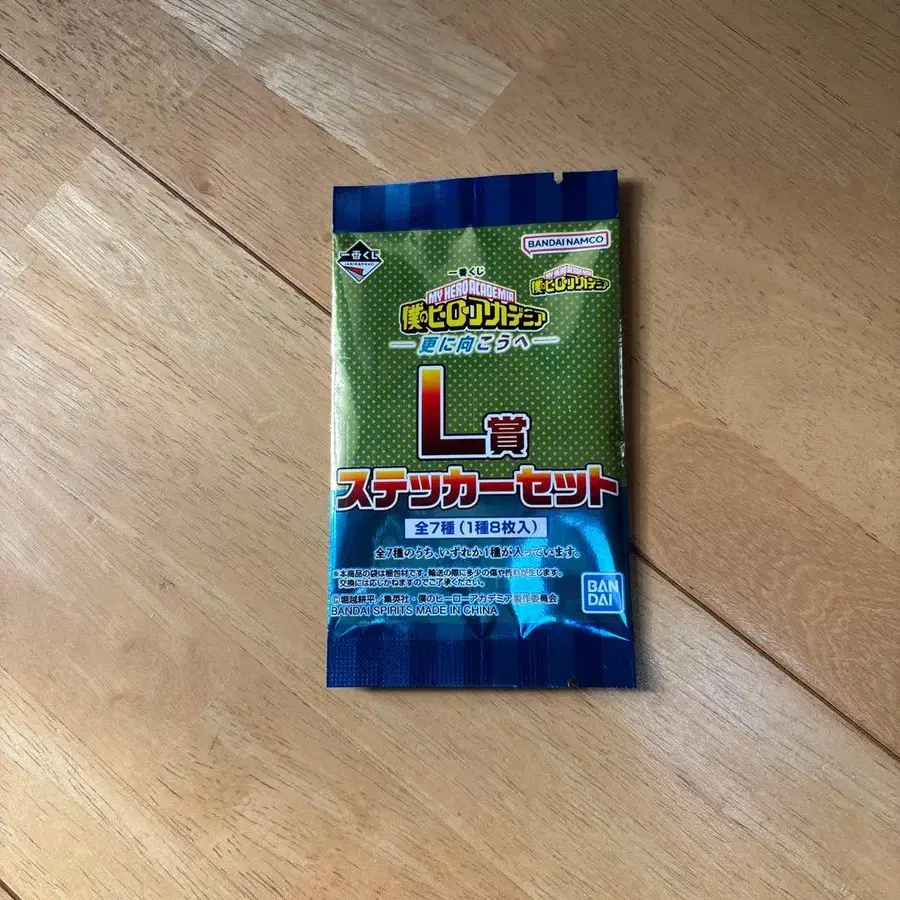 一番くじ
BANDAI NAMCO
一番くじ
MY HERO ACADEMIA
僕のヒーローアカデミア
MY HERO ACADEMIA
僕のヒーローアカデミア
更に向こうへ
L賞
ステッカーセット
全7種(1種8枚入)
全7種のうち、いずれか1種が入っています。
※本商品の袋は梱包材です。輸送の際に多少の傷や折れが生じます。
交換には応じかねますのでご了承ください。
©堀越耕平／集英社・僕のヒーローアカデミア製作委員会
BANDAI SPIRITS MADE IN CHINA
BAN
DAI